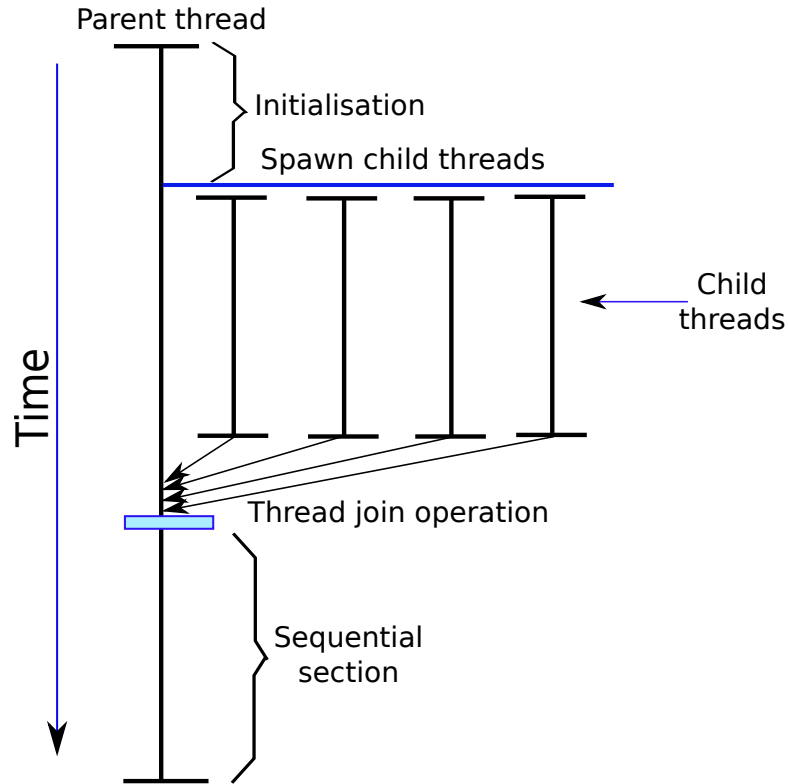 Parent thread
Initialisation
Spawn child threads
Child
threads
Time
Thread join operation
Sequential
section